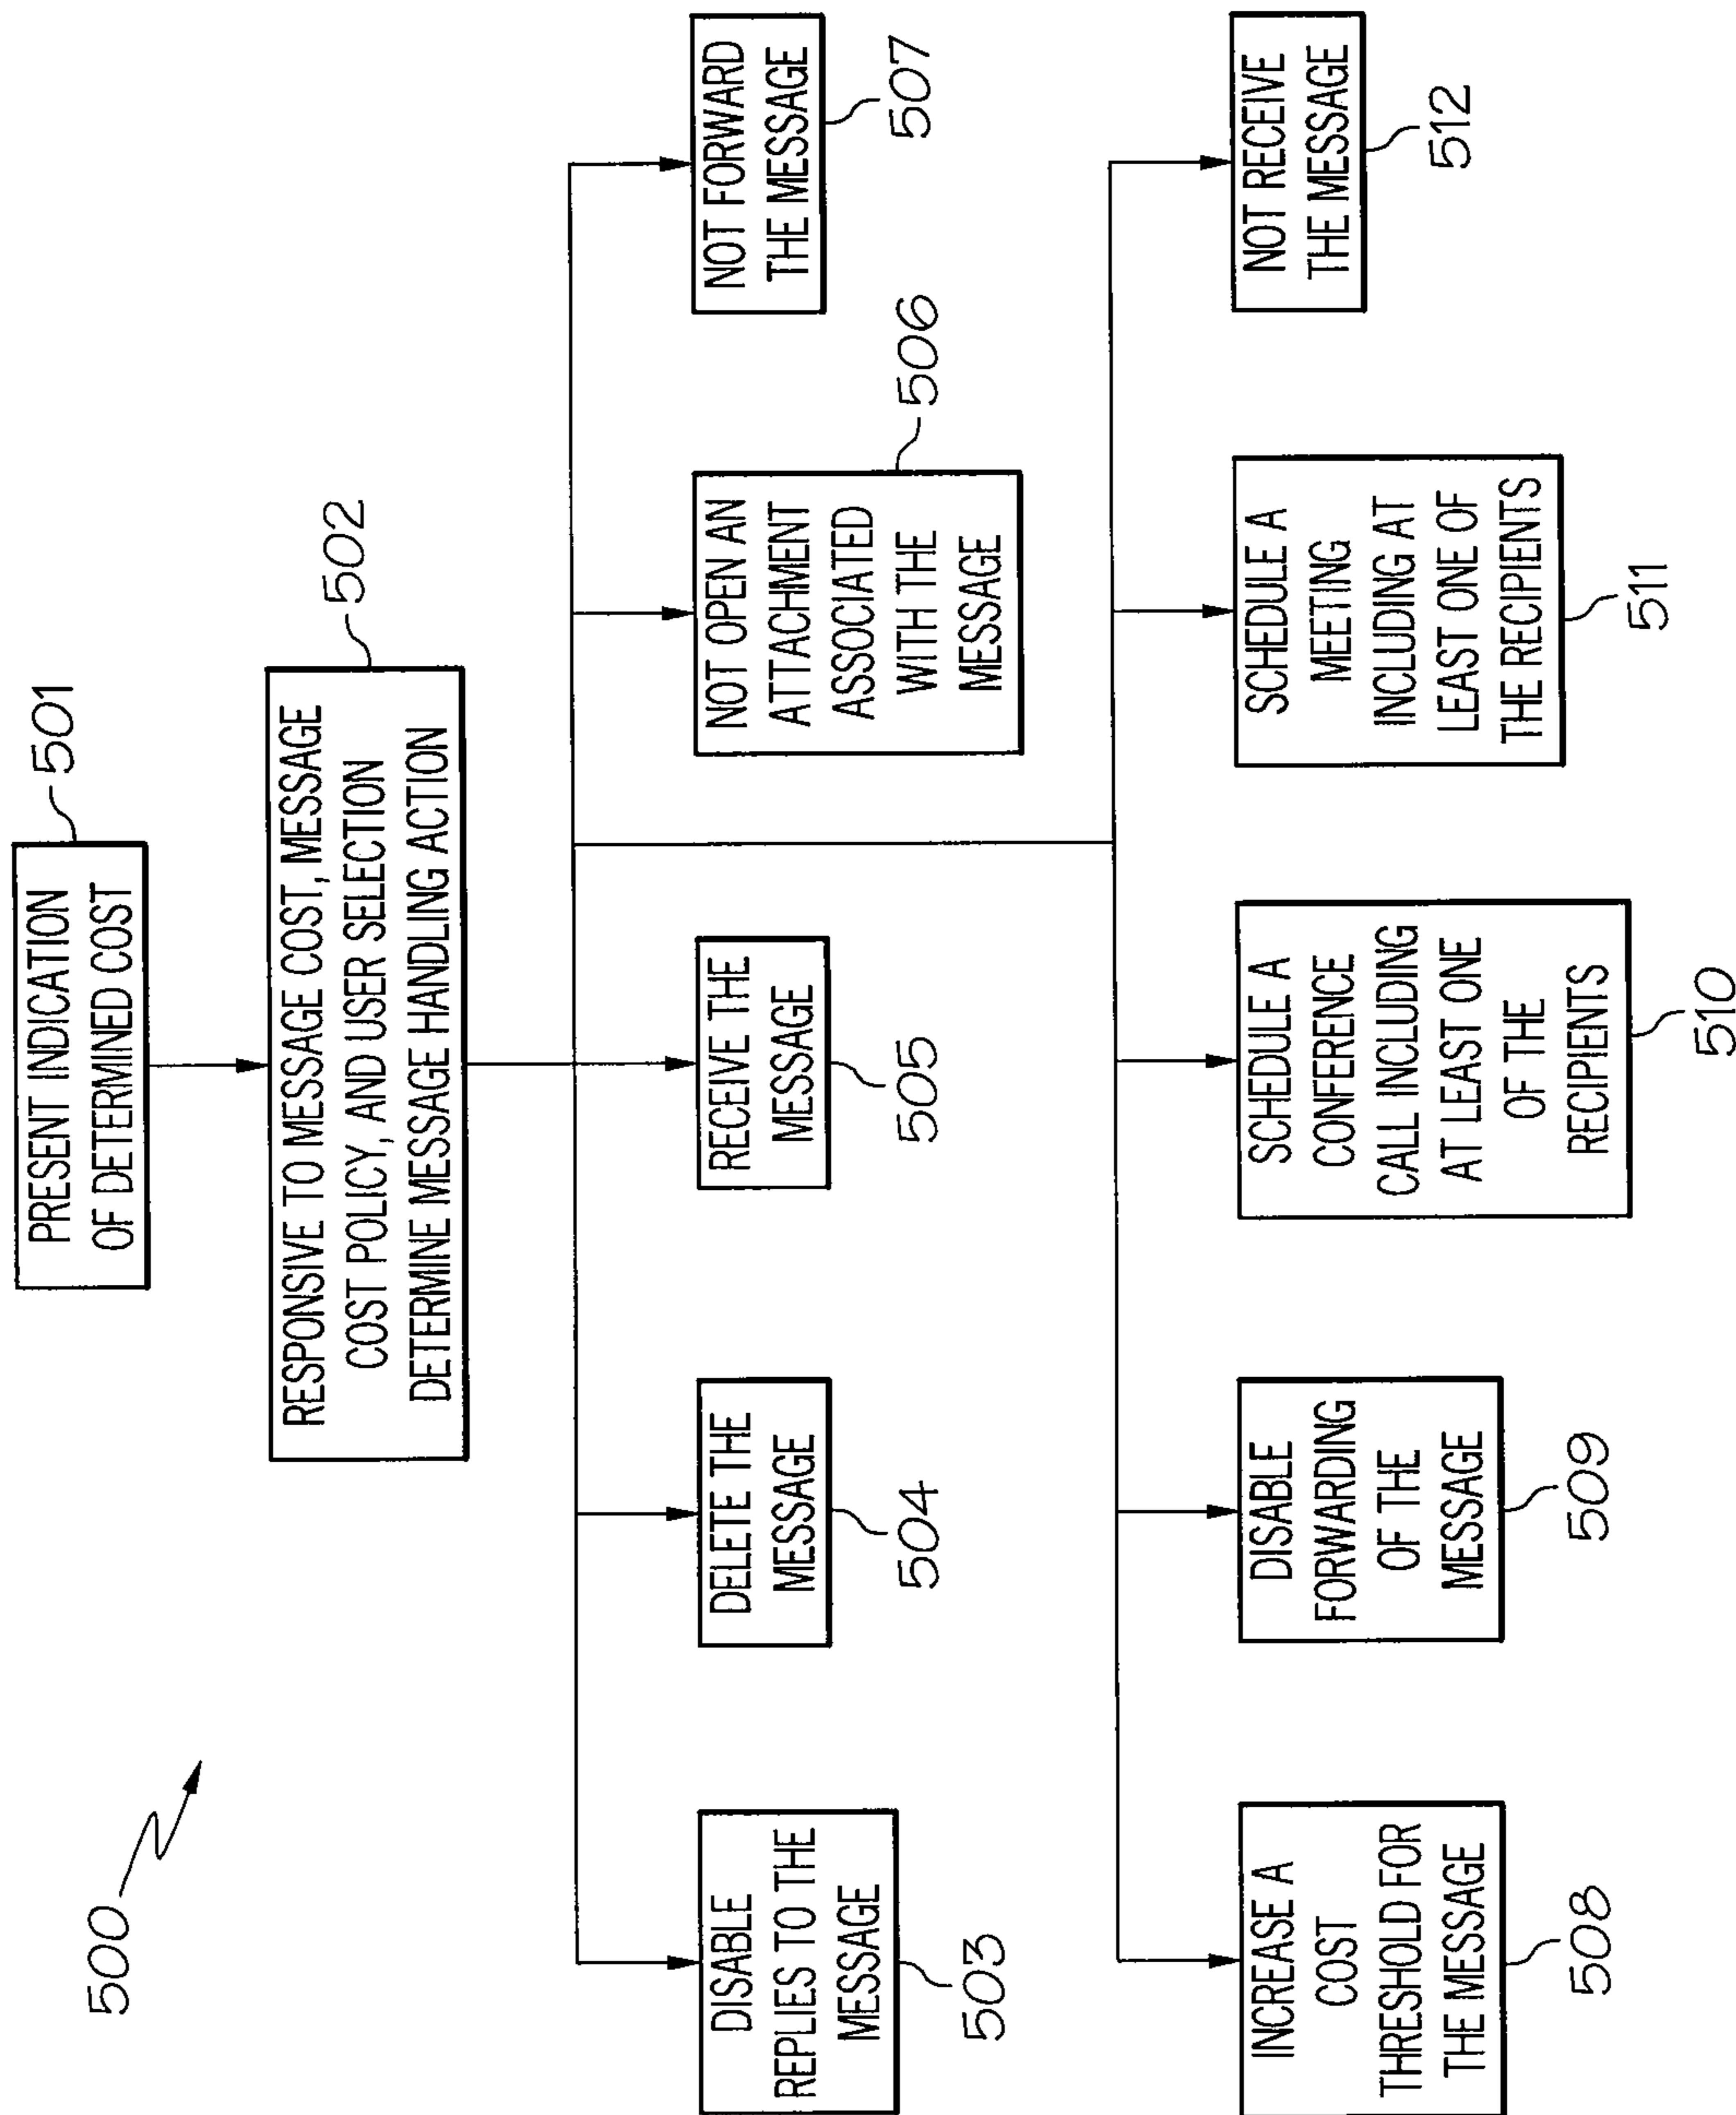 500
PRESENT INDICATION
OF DETERMINED COST
501
RESPONSIVE TO MESSAGE COST, MESSAGE
COST POLICY, AND USER SELECTION
DETERMINE MESSAGE HANDLING ACTION
502
DISABLE
REPLIES TO THE
MESSAGE
503
DELETE THE
MESSAGE
504
RECEIVE THE
MESSAGE
505
NOT OPEN AN
ATTACHMENT
ASSOCIATED
WITH THE
MESSAGE
506
NOT FORWARD
THE MESSAGE
507
INCREASE A
COST
THRESHOLD FOR
THE MESSAGE
508
DISABLE
FORWARDING
OF THE
MESSAGE
509
SCHEDULE A
CONFERENCE
CALL INCLUDING
AT LEAST ONE
OF THE
RECIPIENTS
510
SCHEDULE A
MEETING
INCLUDING AT
LEAST ONE OF
THE RECIPIENTS
511
NOT RECEIVE
THE MESSAGE
512